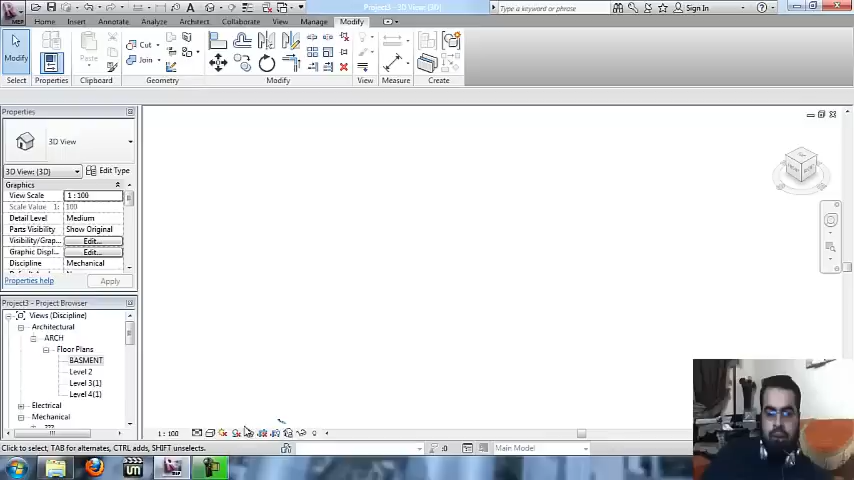 Project3 - 3D View: {3D}
Type a keyword or phrase
Sign In
MEP
Home
Insert
Annotate
Analyze
Architect
Collaborate
View
Manage
Modify
Modify
Cut
Join
Paste
Select
Properties
Clipboard
Geometry
Modify
View
Measure
Create
Properties
3D View
3D View: {3D}
Edit Type
Graphics
View Scale
1 : 100
Scale Value 1:
100
Detail Level
Medium
Parts Visibility
Show Original
Visibility/Grap...
Edit...
Graphic Displ...
Edit...
Discipline
Mechanical
Properties help
Apply
Project3 - Project Browser
Views (Discipline)
Architectural
ARCH
Floor Plans
BASMENT
Level 2
Level 3(1)
Level 4(1)
Electrical
Mechanical
???
1 : 100
Click to select, TAB for alternates, CTRL adds, SHIFT unselects.
:0
Main Model